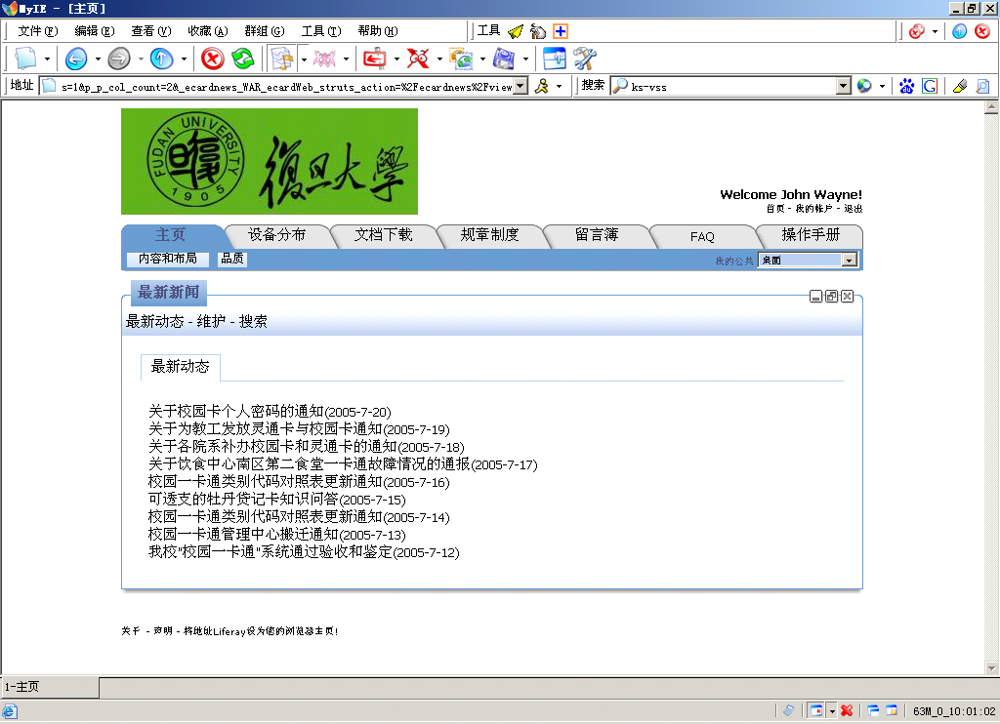 MyIE - [主页]
文件(F) 编辑(E) 查看(V) 收藏(A) 群组(G) 工具(T) 帮助(H) 工具
地址 s=1&p_p_col_count=2&_ecardnews_WAR_ecardWeb_struts_action=%2Fecardnews%2Fview 搜索 ks-vss
FUDAN UNIVERSITY
1905
復旦大學
Welcome John Wayne!
首页 - 我的帐户 - 退出
主页 设备分布 文档下载 规章制度 留言簿 FAQ 操作手册
内容和布局 品质 我的公共 桌面
最新新闻
最新动态 - 维护 - 搜索
最新动态
关于校园卡个人密码的通知(2005-7-20)
关于为教工发放灵通卡与校园卡通知(2005-7-19)
关于各院系补办校园卡和灵通卡的通知(2005-7-18)
关于饮食中心南区第二食堂一卡通故障情况的通报(2005-7-17)
校园一卡通类别代码对照表更新通知(2005-7-16)
可透支的牡丹贷记卡知识问答(2005-7-15)
校园一卡通类别代码对照表更新通知(2005-7-14)
校园一卡通管理中心搬迁通知(2005-7-13)
我校"校园一卡通"系统通过验收和鉴定(2005-7-12)
关于 - 声明 - 将地址Liferay设为您的浏览器主页!
1-主页
63M_0_10:01:02